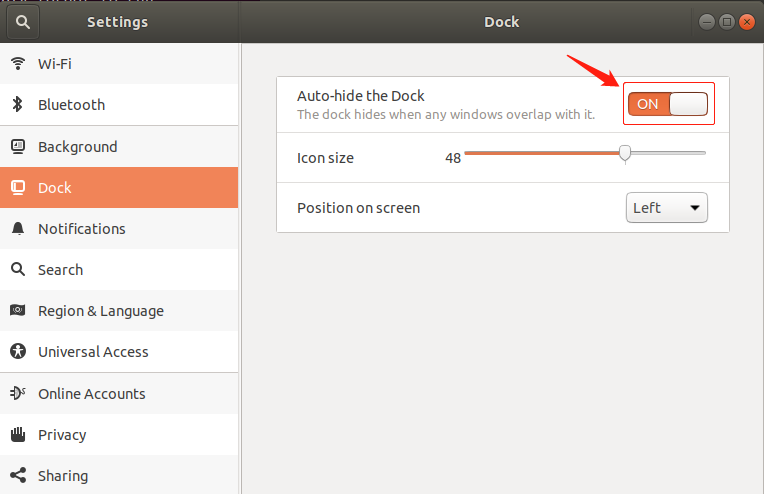 Settings
Dock
Wi-Fi
Bluetooth
Background
Dock
Notifications
Search
Region & Language
Universal Access
Online Accounts
Privacy
Sharing
Auto-hide the Dock
The dock hides when any windows overlap with it.
ON
Icon size
48
Position on screen
Left